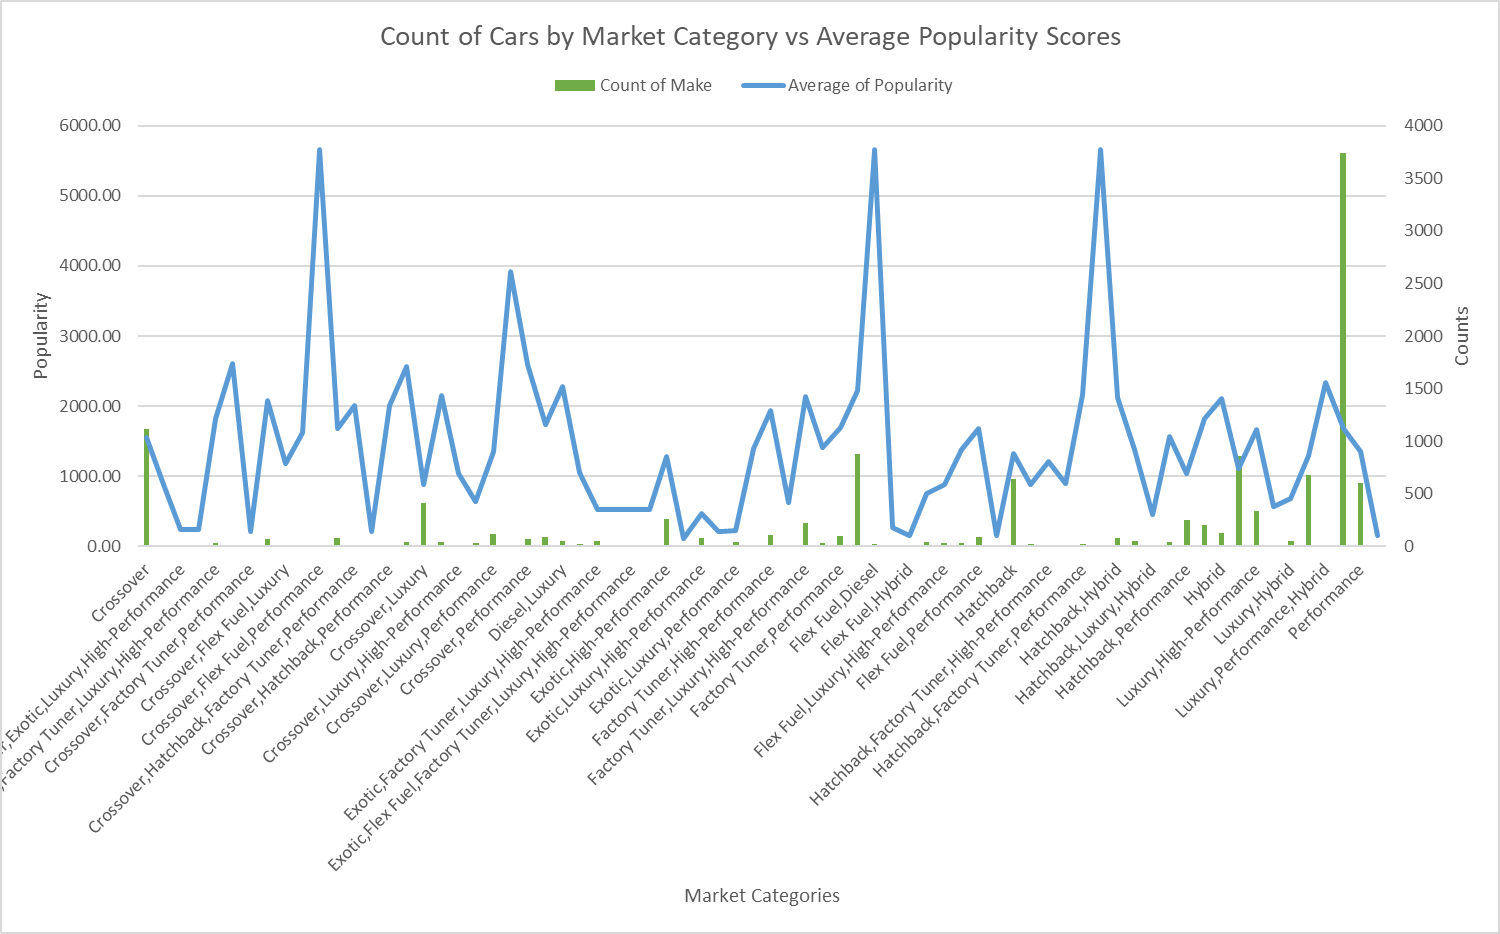 Count of Cars by Market Category vs Average Popularity Scores
Count of Make
Average of Popularity
6000.00
5000.00
4000.00
3000.00
2000.00
1000.00
0.00
Popularity
4000
3500
3000
2500
2000
1500
1000
500
0
Counts
Crossover
,Exotic,Luxury,High-Performance
,Factory Tuner,Luxury,High-Performance
Crossover,Factory Tuner,Performance
Crossover,Flex Fuel,Luxury
Crossover,Flex Fuel,Performance
Crossover,Hatchback,Factory Tuner,Performance
Crossover,Hatchback,Performance
Crossover,Luxury
Crossover,Luxury,High-Performance
Crossover,Luxury,Performance
Crossover,Performance
Diesel,Luxury
Exotic,Factory Tuner,Luxury,High-Performance
Exotic,Flex Fuel,Factory Tuner,Luxury,High-Performance
Exotic,High-Performance
Exotic,Luxury,High-Performance
Exotic,Luxury,Performance
Factory Tuner,High-Performance
Factory Tuner,Luxury,High-Performance
Factory Tuner,Performance
Flex Fuel,Diesel
Flex Fuel,Hybrid
Flex Fuel,Luxury,High-Performance
Flex Fuel,Performance
Hatchback
Hatchback,Factory Tuner,High-Performance
Hatchback,Factory Tuner,Performance
Hatchback,Hybrid
Hatchback,Luxury,Hybrid
Hatchback,Performance
Hybrid
Luxury,High-Performance
Luxury,Hybrid
Luxury,Performance,Hybrid
Performance
Market Categories